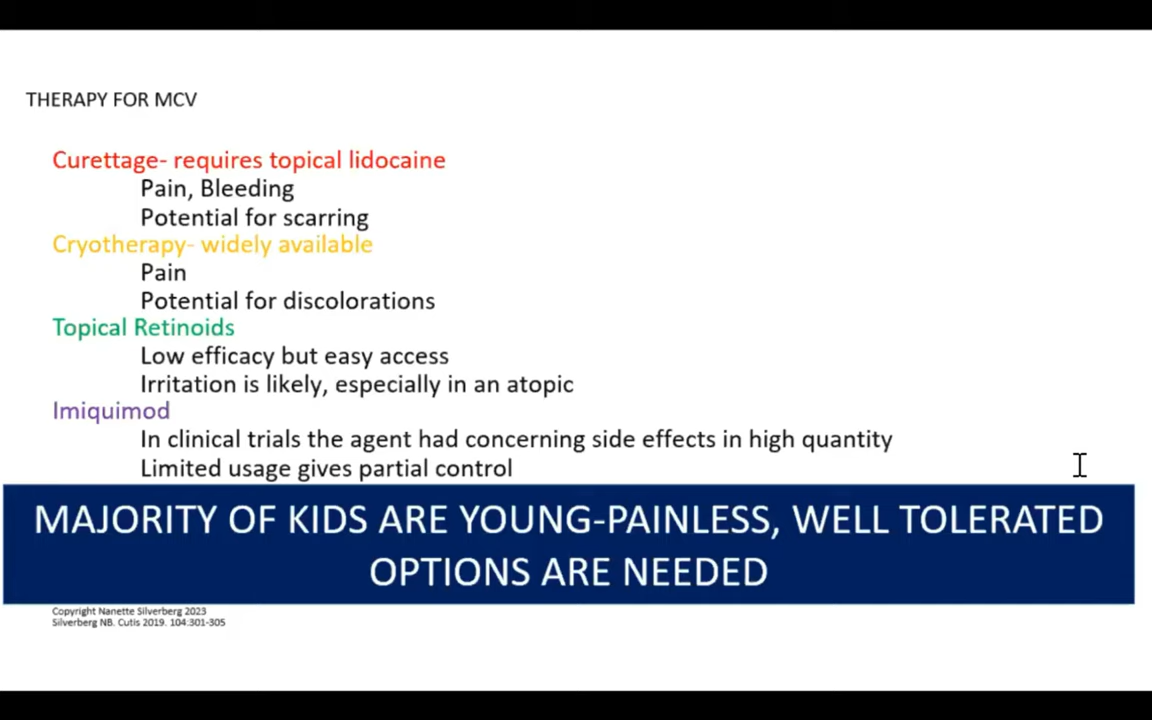 THERAPY FOR MCV
Curettage- requires topical lidocaine
Pain, Bleeding
Potential for scarring
Cryotherapy- widely available
Pain
Potential for discolorations
Topical Retinoids
Low efficacy but easy access
Irritation is likely, especially in an atopic
Imiquimod
In clinical trials the agent had concerning side effects in high quantity
Limited usage gives partial control
MAJORITY OF KIDS ARE YOUNG-PAINLESS, WELL TOLERATED
OPTIONS ARE NEEDED
Copyright Nanette Silverberg 2023
Silverberg NB. Cutis 2019. 104:301-305